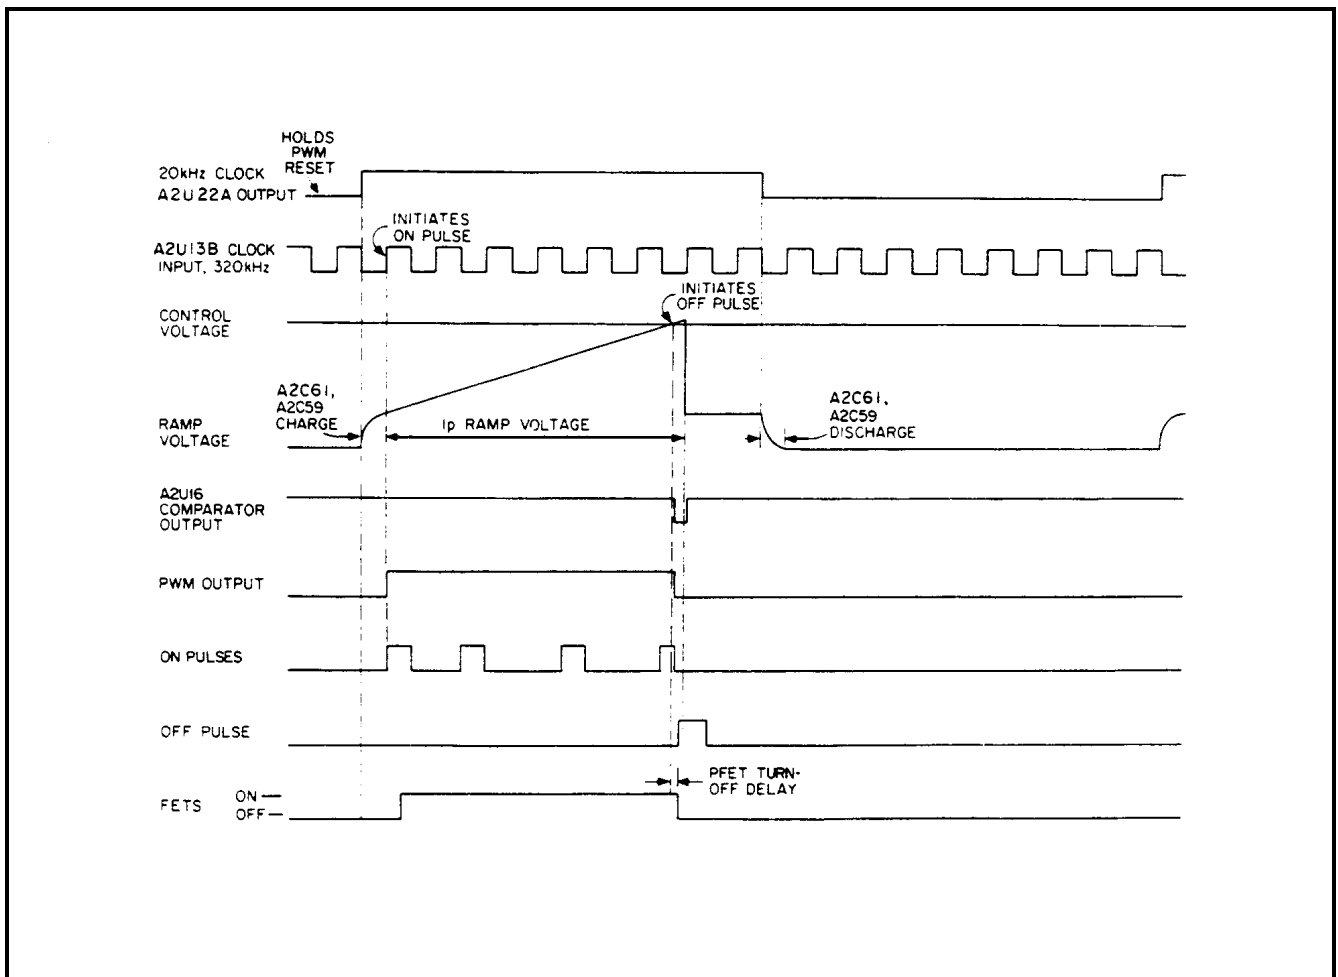 HOLDS
PWM
RESET
20kHz CLOCK
A2U22A OUTPUT
INITIATES
ON PULSE
A2U13B CLOCK
INPUT, 320kHz
INITIATES
OFF PULSE
CONTROL
VOLTAGE
A2C61,
A2C59
CHARGE
Ip RAMP VOLTAGE
A2C61,
A2C59
DISCHARGE
RAMP
VOLTAGE
A2U16
COMPARATOR
OUTPUT
PWM OUTPUT
ON PULSES
OFF PULSE
PFET TURN-
OFF DELAY
FETS
ON
OFF